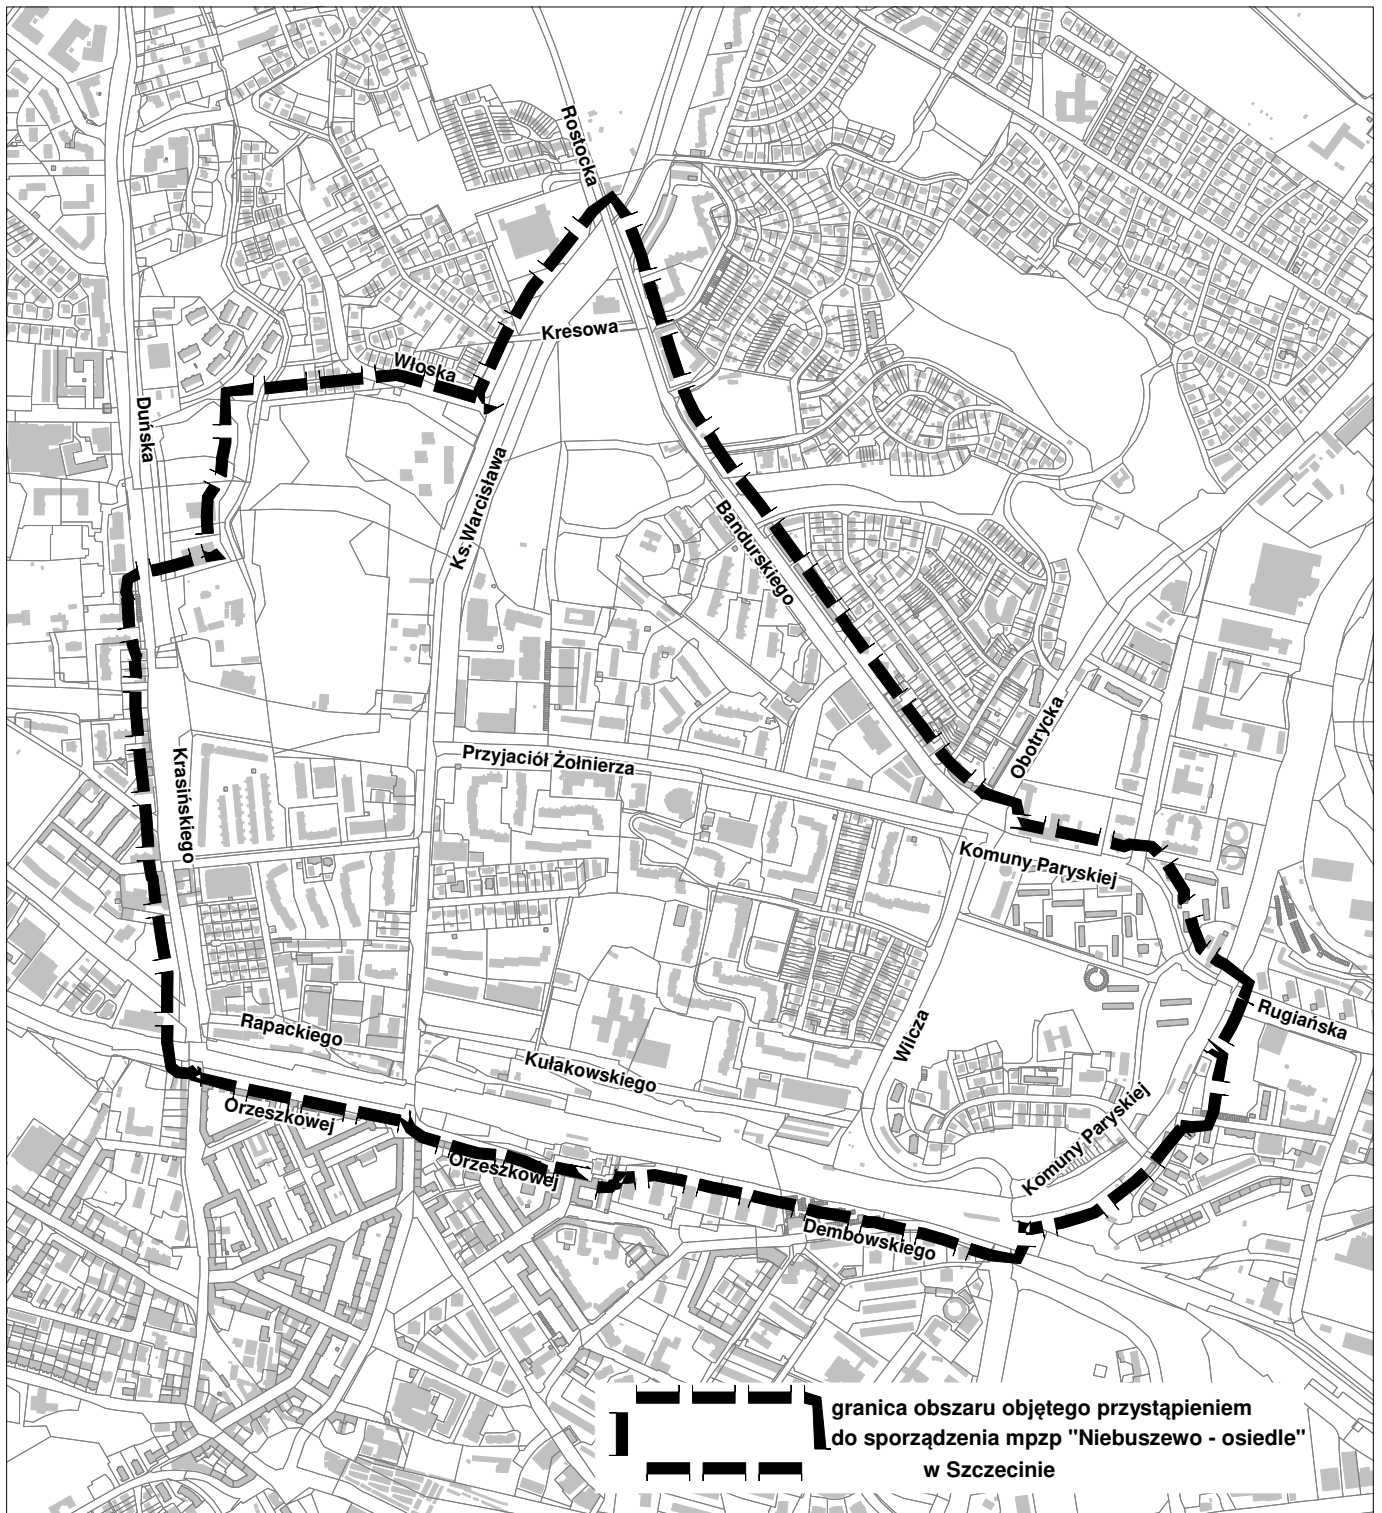 Rostocka
Kresowa
Włoska
Duńska
Ks.Warcisława
Bandurskiego
Obotrycka
Przyjaciół Żołnierza
Krasińskiego
Komuny Paryskiej
Rugiańska
Wilcza
Rapackiego
Kułakowskiego
Komuny Paryskiej
Orzeszkowej
Orzeszkowej
Dembowskiego
granica obszaru objętego przystąpieniem
do sporządzenia mpzp "Niebuszewo - osiedle"
w Szczecinie